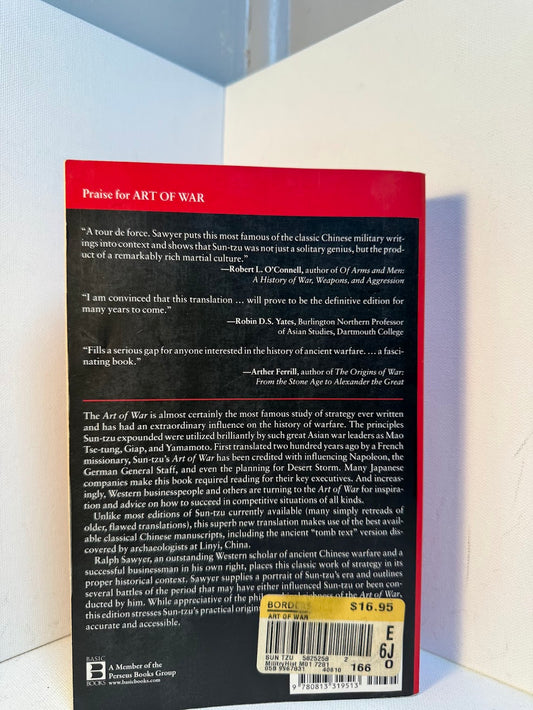 Praise for ART OF WAR
“A tour de force. Sawyer puts this most famous of the classic Chinese military writ-
ings into context and shows that Sun-tzu was not just a solitary genius, but the prod-
uct of a remarkably rich martial culture.”
—Robert L. O’Connell, author of Of Arms and Men:
A History of War, Weapons, and Aggression
“I am convinced that this translation … will prove to be the definitive edition for
many years to come.”
—Robin D.S. Yates, Burlington Northern Professor
of Asian Studies, Dartmouth College
“Fills a serious gap for anyone interested in the history of ancient warfare. … a fasci-
nating book.”
—Arther Ferrill, author of The Origins of War:
From the Stone Age to Alexander the Great
The Art of War is almost certainly the most famous study of strategy ever written
and has had an extraordinary influence on the history of warfare. The principles
Sun-tzu expounded were utilized brilliantly by such great Asian war leaders as Mao
Tse-tung, Giap, and Yamamoto. First translated two hundred years ago by a French
missionary, Sun-tzu’s Art of War has been credited with influencing Napoleon, the
German General Staff, and even the planning for Desert Storm. Many Japanese
companies make this book required reading for their key executives. And increas-
ingly, Western businesspeople and others are turning to the Art of War for inspira-
tion and advice on how to succeed in competitive situations of all kinds.
Unlike most editions of Sun-tzu currently available (many simply retreads of
older, flawed translations), this superb new translation makes use of the best avail-
able classical Chinese manuscripts, including the ancient “tomb text” version dis-
covered by archaeologists at Linyi, China.
Ralph Sawyer, an outstanding Western scholar of ancient Chinese warfare and a
successful businessman in his own right, places this classic work of strategy in its
proper historical context. Sawyer supplies a portrait of Sun-tzu’s era and outlines
several battles of the period that may have either influenced Sun-tzu or been con-
ducted by him. While appreciative of the richness of the Art of War,
this edition stresses Sun-tzu’s practical
accurate and accessible.
BASIC
B
BOOKS
A Member of the
Perseus Books Group
www.basicbooks.com
BORDERS $16.95
ART OF WAR
SUN TZU 5825258 2
MilitryHist M01 7281
058 9967831 40610 166
E
6J
0
9 780813 319513